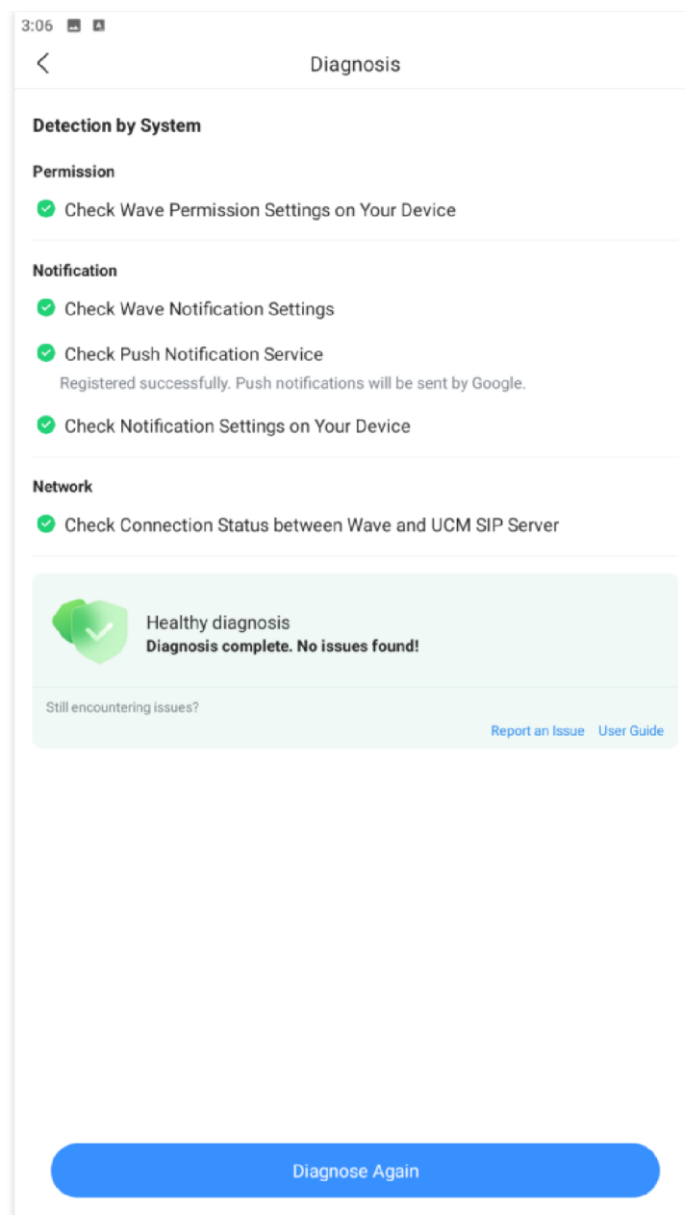 3:06
Diagnosis
Detection by System
Permission
Check Wave Permission Settings on Your Device
Notification
Check Wave Notification Settings
Check Push Notification Service
Registered successfully. Push notifications will be sent by Google.
Check Notification Settings on Your Device
Network
Check Connection Status between Wave and UCM SIP Server
Healthy diagnosis
Diagnosis complete. No issues found!
Still encountering issues?
Report an Issue User Guide
Diagnose Again